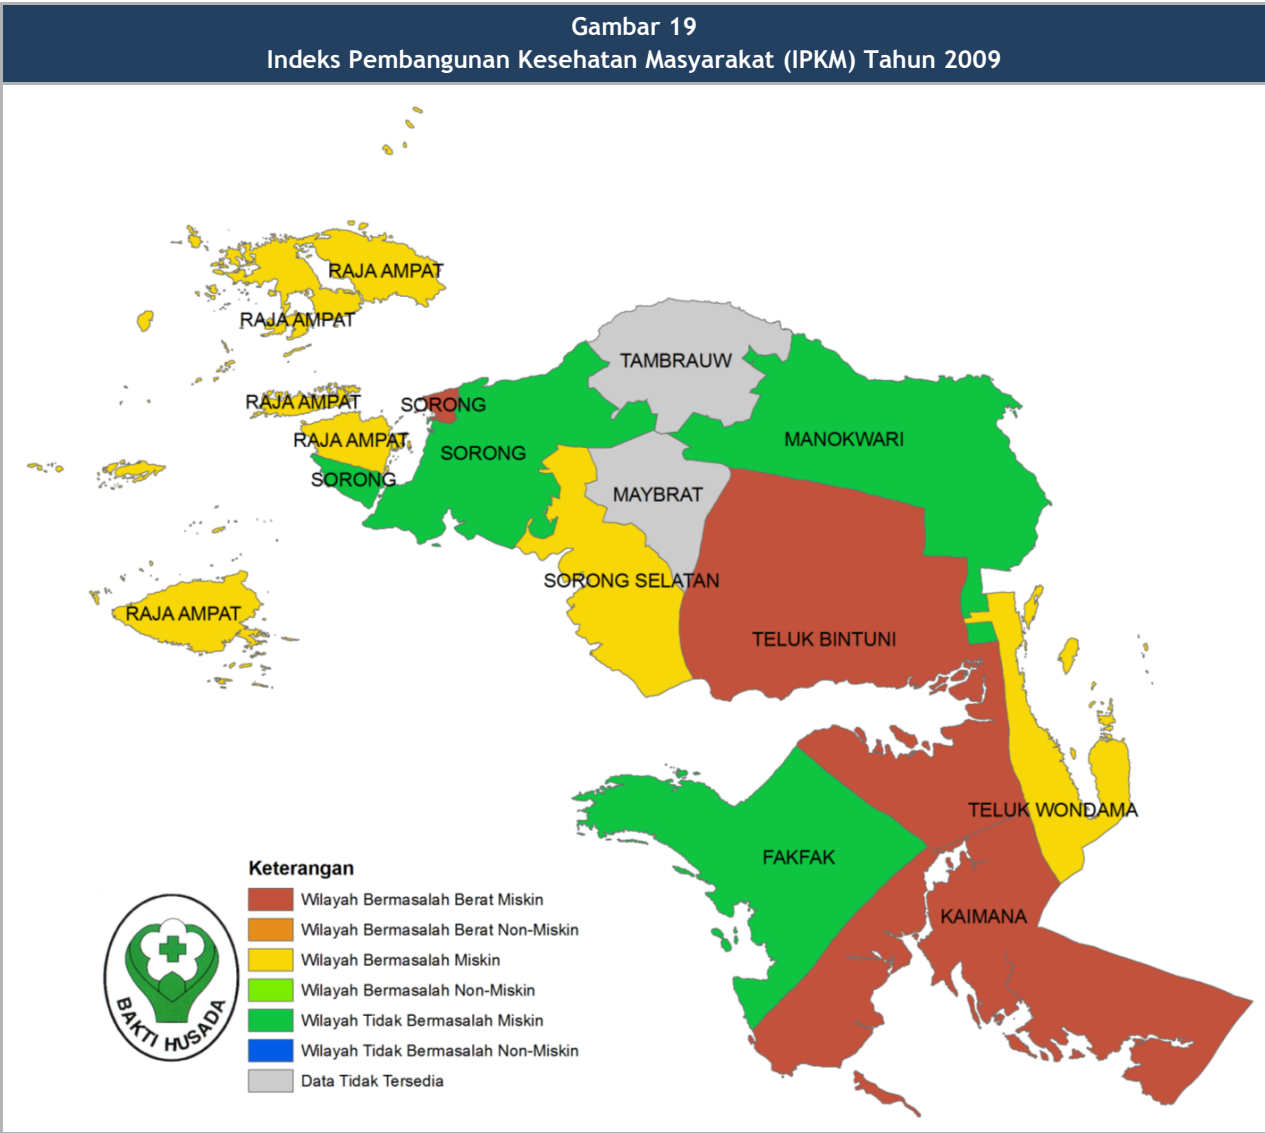 Gambar 19
Indeks Pembangunan Kesehatan Masyarakat (IPKM) Tahun 2009
RAJA AMPAT
RAJA AMPAT
TAMBRAUW
RAJA AMPAT
SORONG
RAJA AMPAT
MANOKWARI
SORONG
SORONG
MAYBRAT
SORONG SELATAN
RAJA AMPAT
TELUK BINTUNI
TELUK WONDAMA
FAKFAK
KAIMANA
Keterangan
Wilayah Bermasalah Berat Miskin
Wilayah Bermasalah Berat Non-Miskin
Wilayah Bermasalah Miskin
Wilayah Bermasalah Non-Miskin
Wilayah Tidak Bermasalah Miskin
Wilayah Tidak Bermasalah Non-Miskin
Data Tidak Tersedia
BAKTI HUSADA